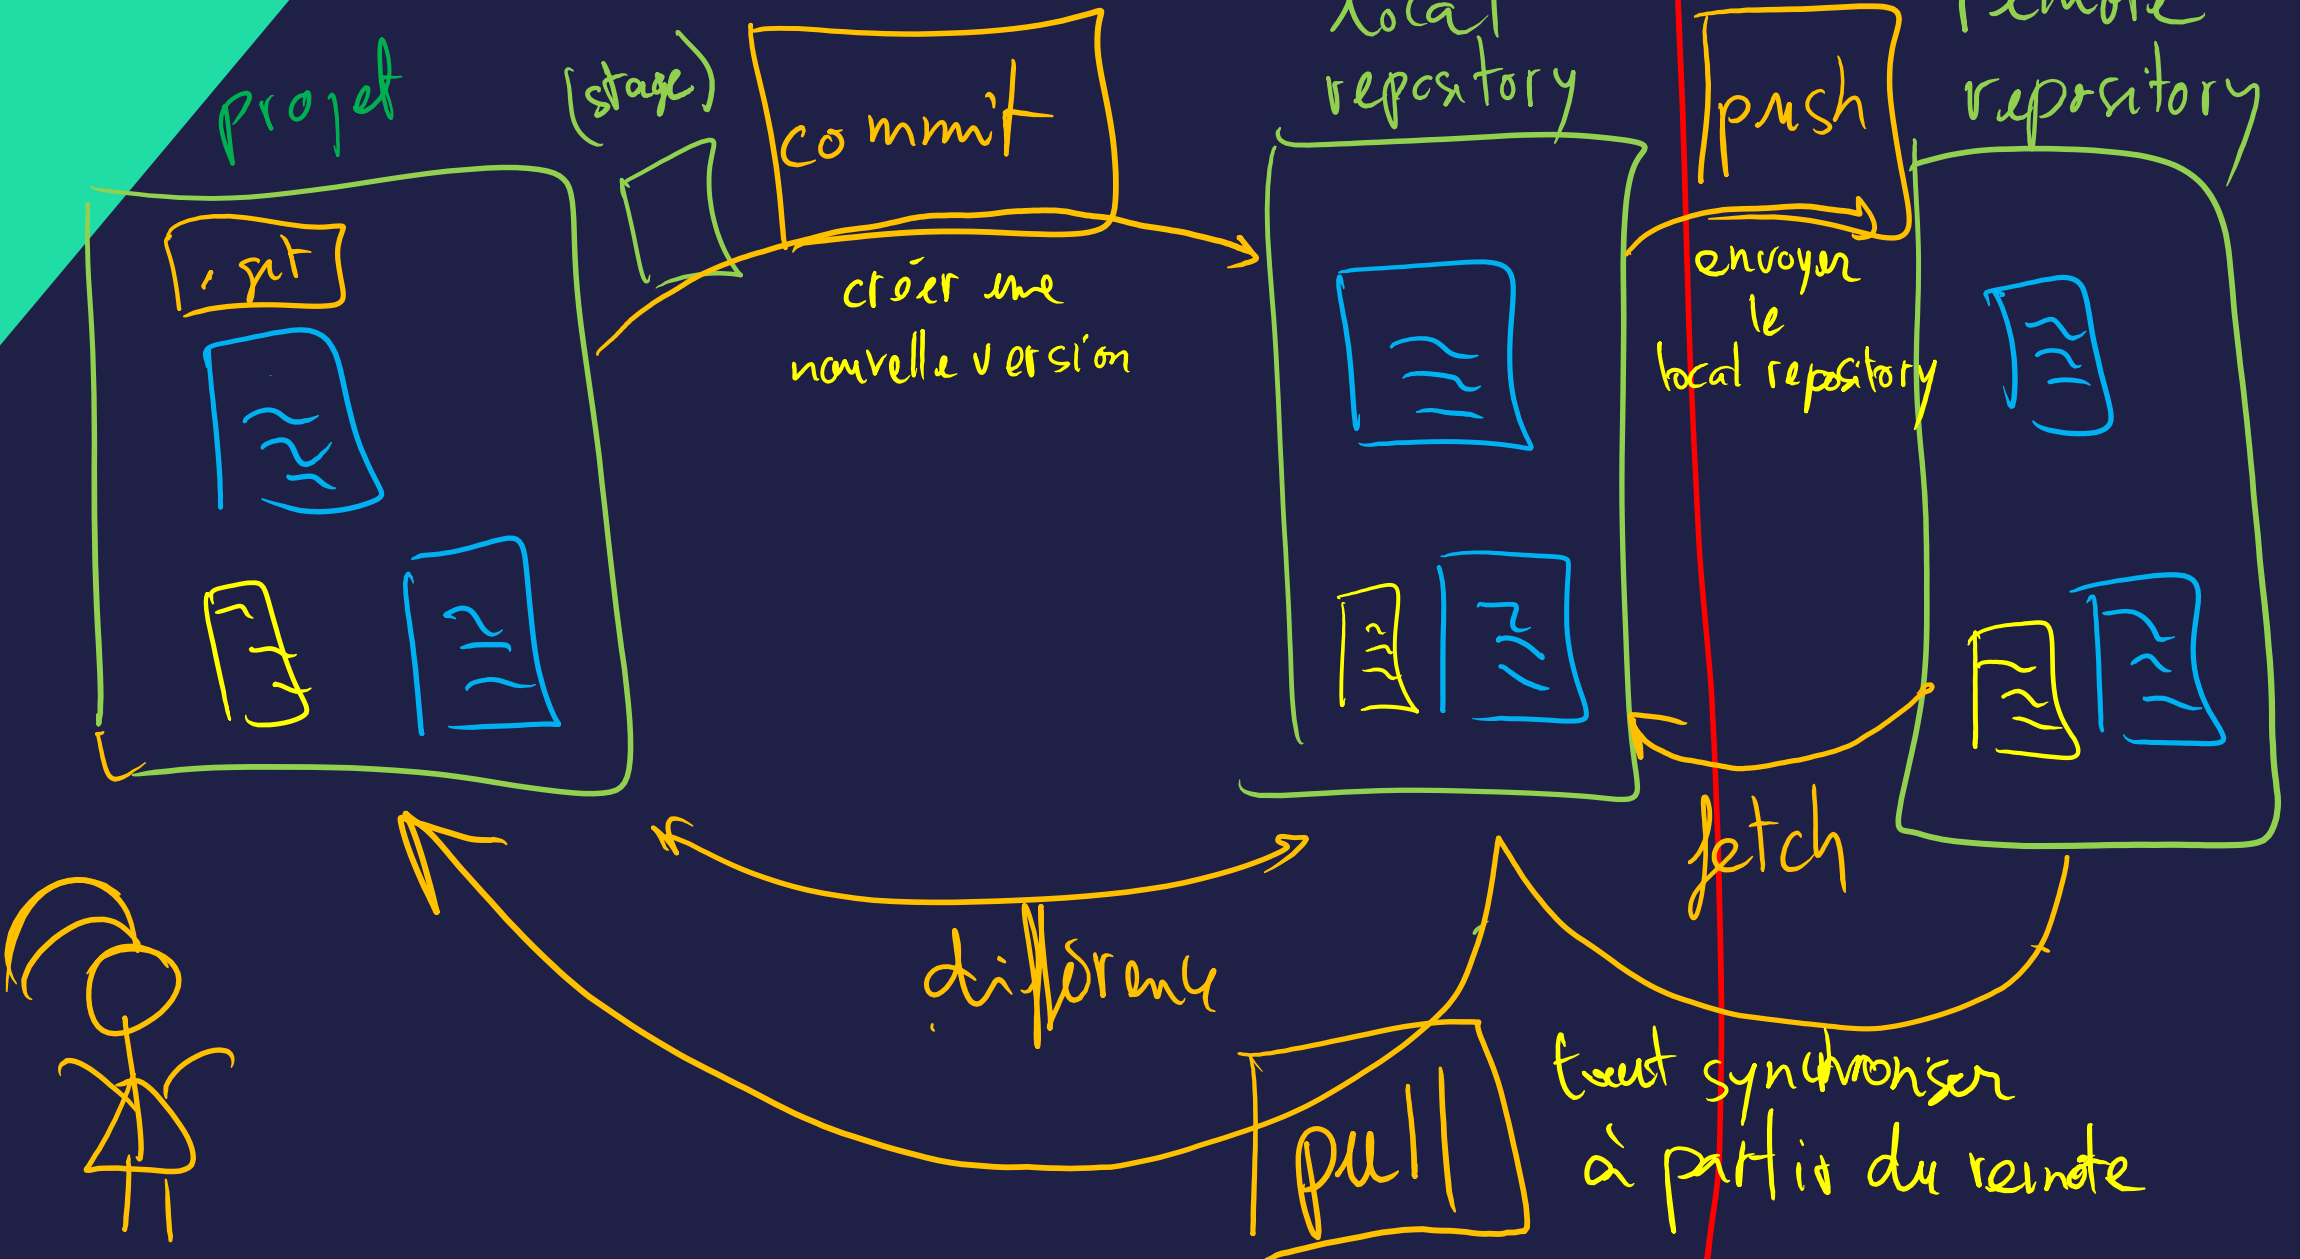 projet
(stage)
commit
local
repository
push
remote
repository
.git
créer une
nouvelle version
envoyer
le
local repository
fetch
différence
pull
tout synchroniser
à partir du remote